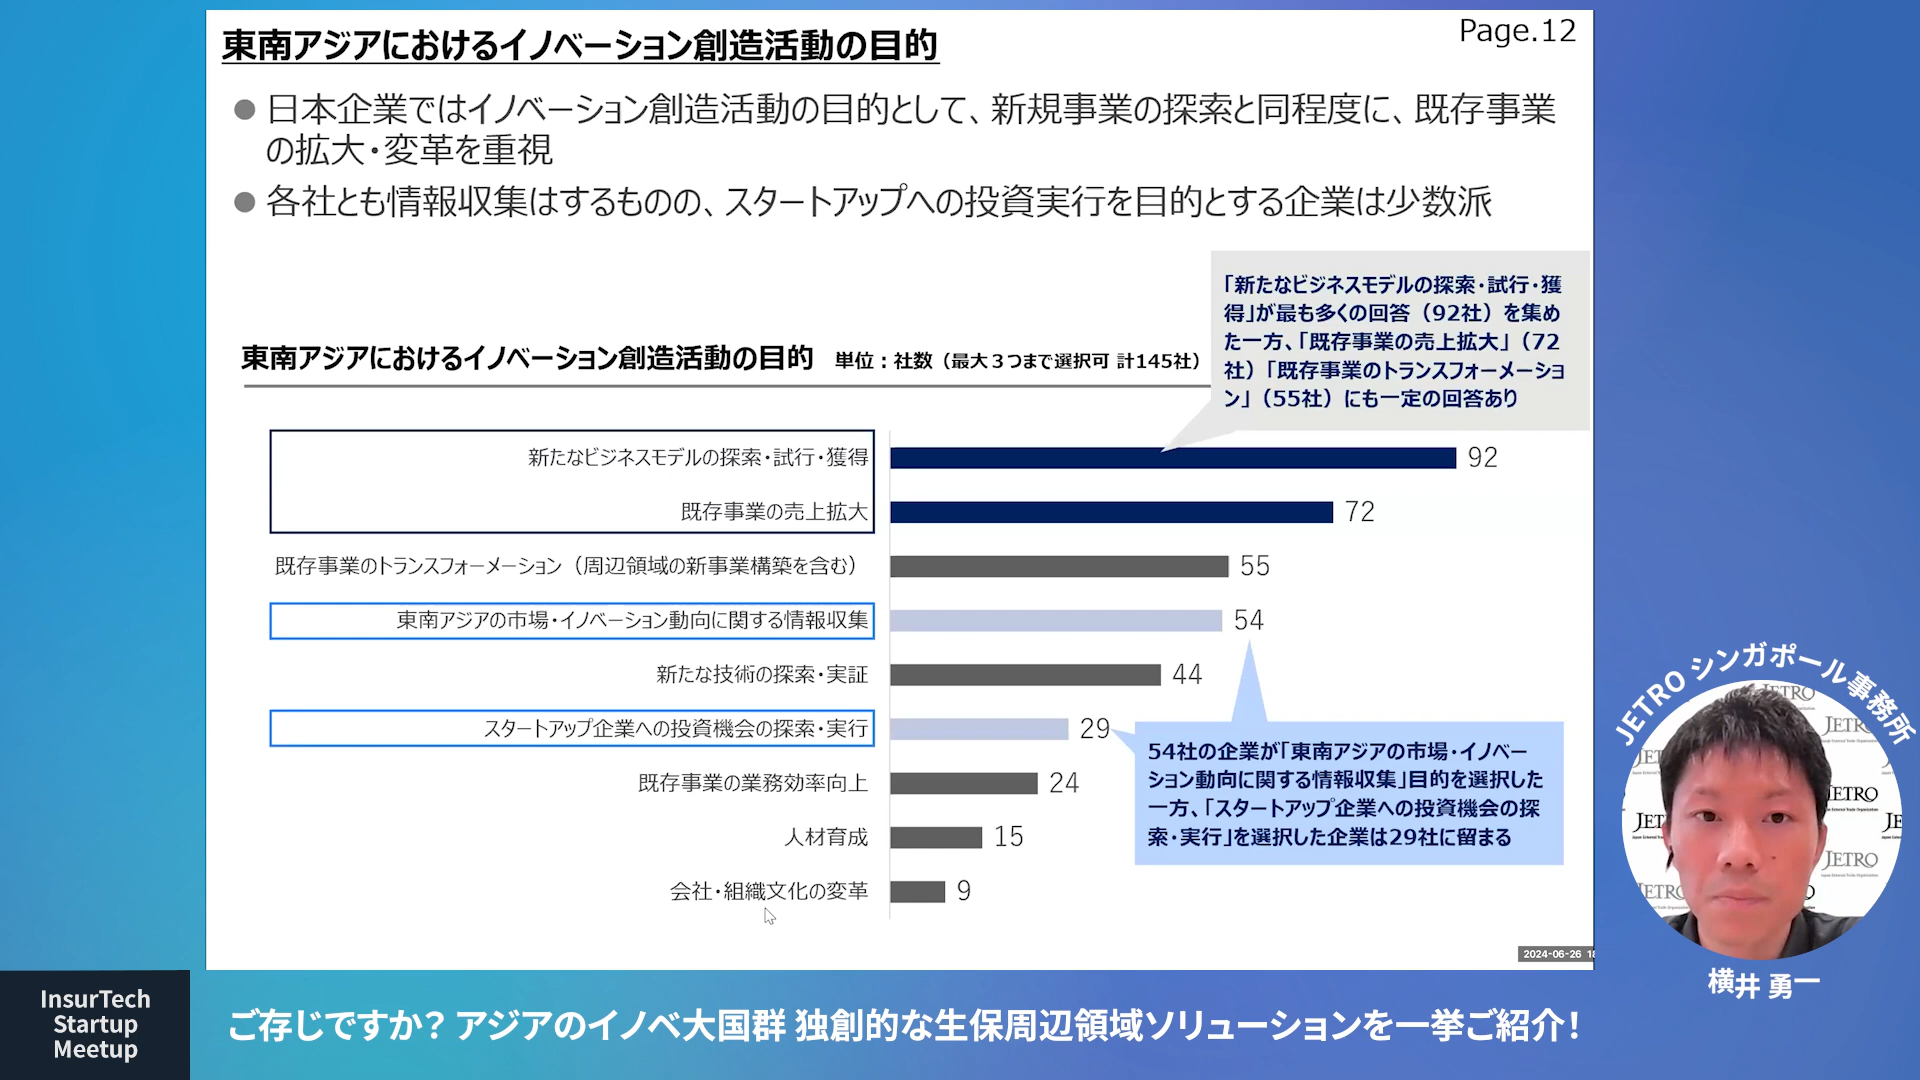 東南アジアにおけるイノベーション創造活動の目的
Page.12
● 日本企業ではイノベーション創造活動の目的として、新規事業の探索と同程度に、既存事業
の拡大・変革を重視
● 各社とも情報収集はするものの、スタートアップへの投資実行を目的とする企業は少数派
「新たなビジネスモデルの探索・試行・獲
得」が最も多くの回答（92社）を集め
た一方、「既存事業の売上拡大」（72
社）「既存事業のトランスフォーメーショ
ン」（55社）にも一定の回答あり
東南アジアにおけるイノベーション創造活動の目的 単位：社数（最大３つまで選択可 計145社）
新たなビジネスモデルの探索・試行・獲得 92
既存事業の売上拡大 72
既存事業のトランスフォーメーション（周辺領域の新事業構築を含む） 55
東南アジアの市場・イノベーション動向に関する情報収集 54
新たな技術の探索・実証 44
スタートアップ企業への投資機会の探索・実行 29
既存事業の業務効率向上 24
人材育成 15
会社・組織文化の変革 9
54社の企業が「東南アジアの市場・イノベー
ション動向に関する情報収集」目的を選択した
一方、「スタートアップ企業への投資機会の探
索・実行」を選択した企業は29社に留まる
2024-06-26
JETRO シンガポール事務所
JETRO
JETRO
JETRO
横井 勇一
InsurTech
Startup
Meetup
ご存じですか？ アジアのイノベ大国群 独創的な生保周辺領域ソリューションを一挙ご紹介！